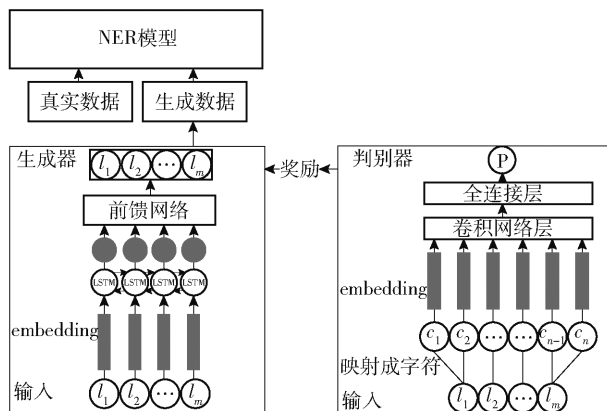 NER模型
真实数据 生成数据
生成器 l1 l2 … lm
前馈网络
LSTM LSTM LSTM LSTM
embedding
输入 l1 l2 … lm
奖励
判别器 P
全连接层
卷积网络层
embedding
c1 c2 … … cn−1 cn
映射成字符
输入 l1 l2 … lm